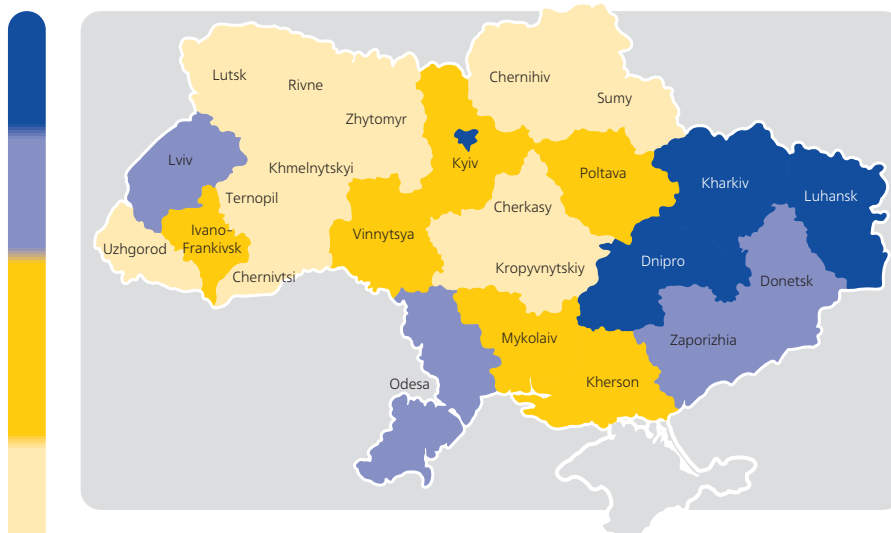 Lutsk
Rivne
Chernihiv
Sumy
Zhytomyr
Lviv
Kyiv
Khmelnytskyi
Poltava
Kharkiv
Luhansk
Ternopil
Cherkasy
Ivano-
Frankivsk
Vinnytsya
Uzhgorod
Dnipro
Kropyvnytskiy
Chernivtsi
Donetsk
Mykolaiv
Zaporizhia
Odesa
Kherson